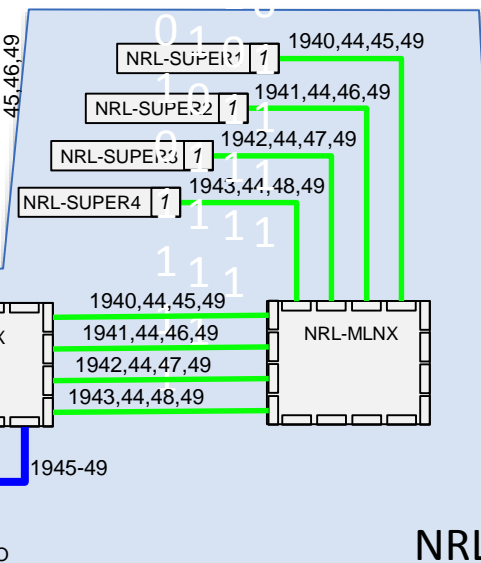 45,46,49
NRL-SUPER1 1
1940,44,45,49
NRL-SUPER2 1
1941,44,46,49
NRL-SUPER3 1
1942,44,47,49
NRL-SUPER4 1
1943,44,48,49
1940,44,45,49
1941,44,46,49
1942,44,47,49
1943,44,48,49
X
NRL-MLNX
1945-49
O
NRL